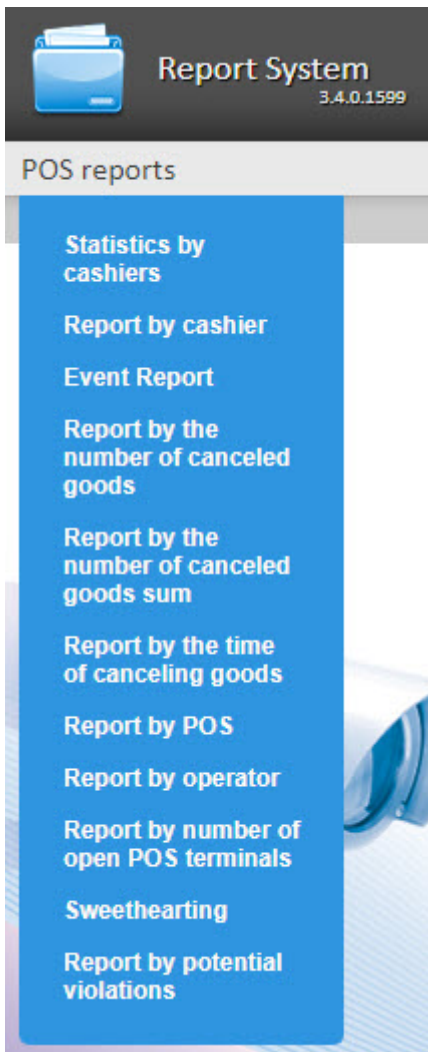 Report System
3.4.0.1599
POS reports
Statistics by
cashiers
Report by cashier
Event Report
Report by the
number of canceled
goods
Report by the
number of canceled
goods sum
Report by the time
of canceling goods
Report by POS
Report by operator
Report by number of
open POS terminals
Sweethearting
Report by potential
violations